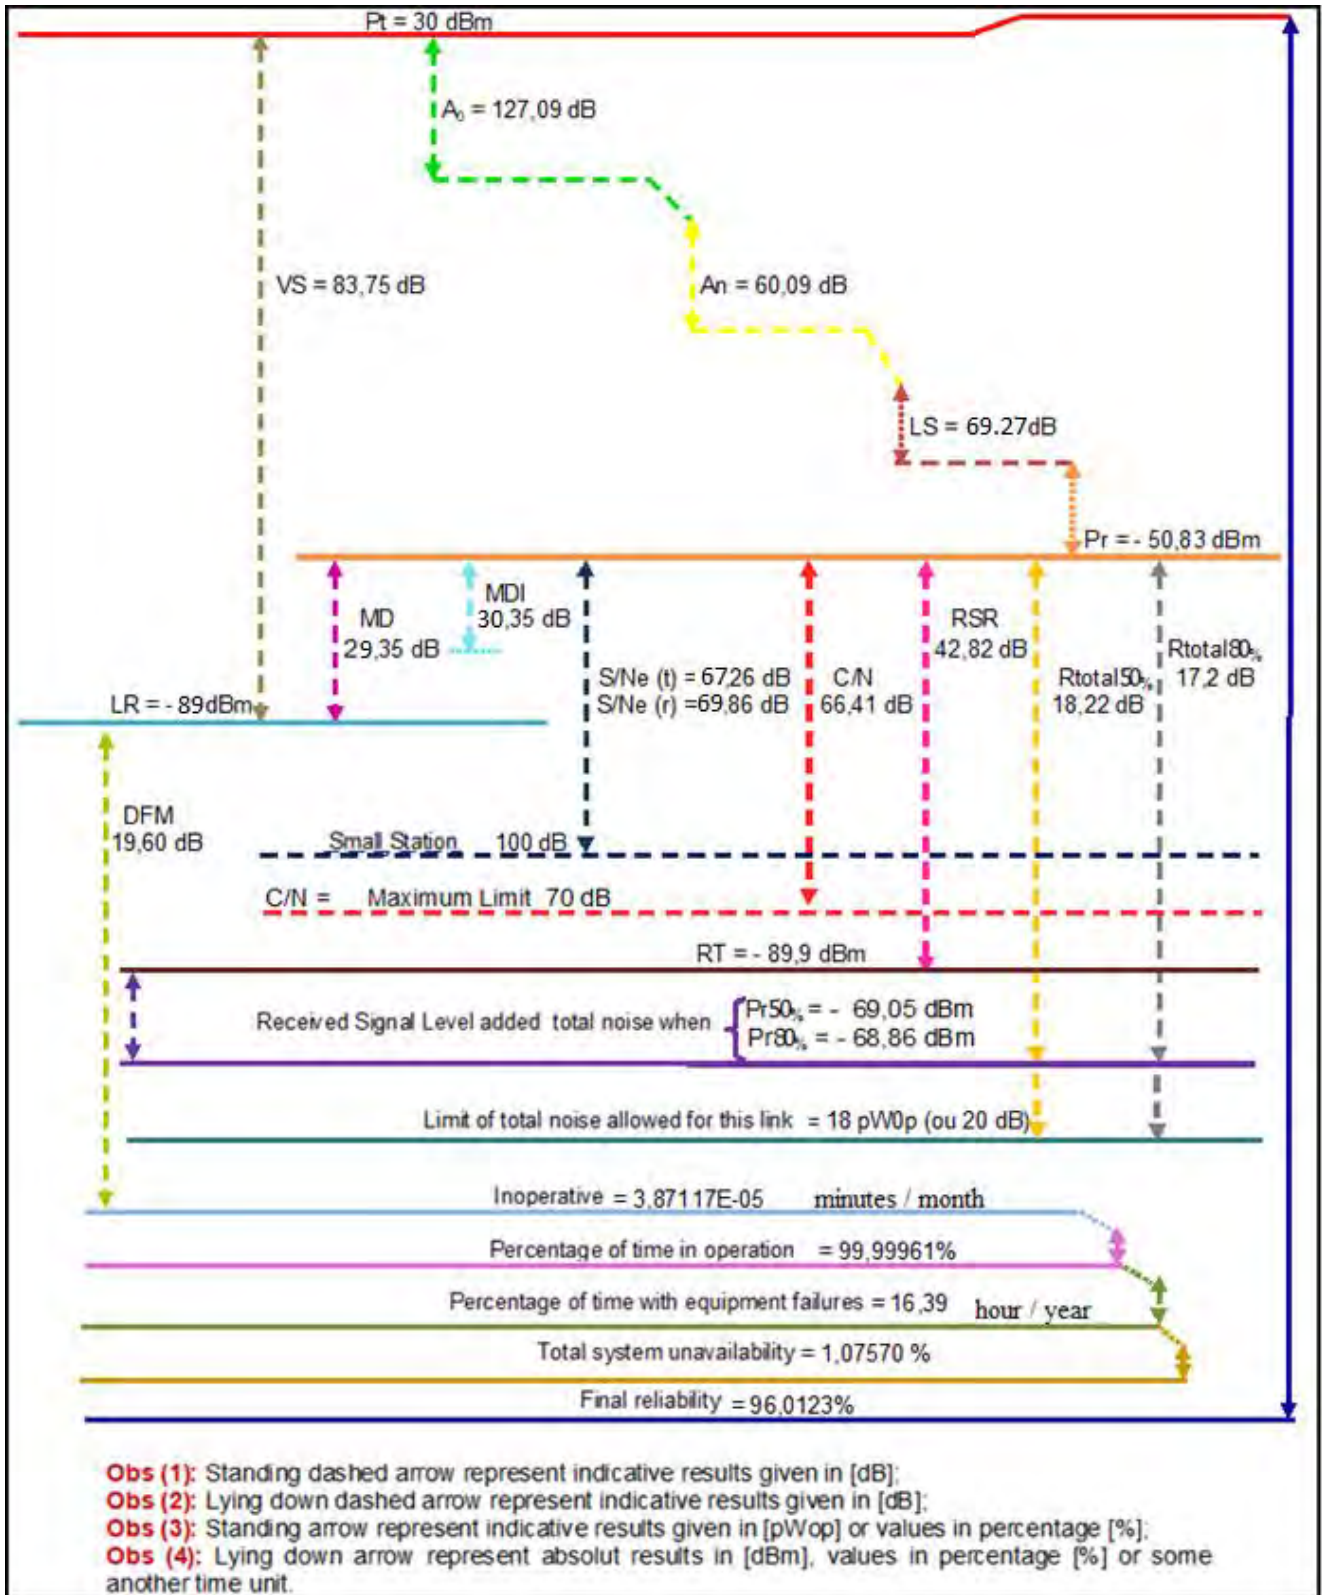 Pt = 30 dBm
A₀ = 127,09 dB
VS = 83,75 dB
An = 60,09 dB
LS = 69.27dB
Pr = - 50,83 dBm
MD
29,35 dB
MDI
30,35 dB
S/Ne (t) = 67,26 dB
S/Ne (r) =69,86 dB
C/N
66,41 dB
RSR
42,82 dB
Rtotal50%
18,22 dB
Rtotal80%
17,2 dB
LR = - 89dBm
DFM
19,60 dB
Small Station 100 dB
C/N = Maximum Limit 70 dB
RT = - 89,9 dBm
Received Signal Level added total noise when
Pr50% = - 69,05 dBm
Pr80% = - 68,86 dBm
Limit of total noise allowed for this link = 18 pW0p (ou 20 dB)
Inoperative = 3,87117E-05 minutes / month
Percentage of time in operation = 99,99961%
Percentage of time with equipment failures = 16,39 hour / year
Total system unavailability = 1,07570 %
Final reliability = 96,0123%
Obs (1): Standing dashed arrow represent indicative results given in [dB];
Obs (2): Lying down dashed arrow represent indicative results given in [dB];
Obs (3): Standing arrow represent indicative results given in [pWop] or values in percentage [%];
Obs (4): Lying down arrow represent absolut results in [dBm], values in percentage [%] or some
another time unit.